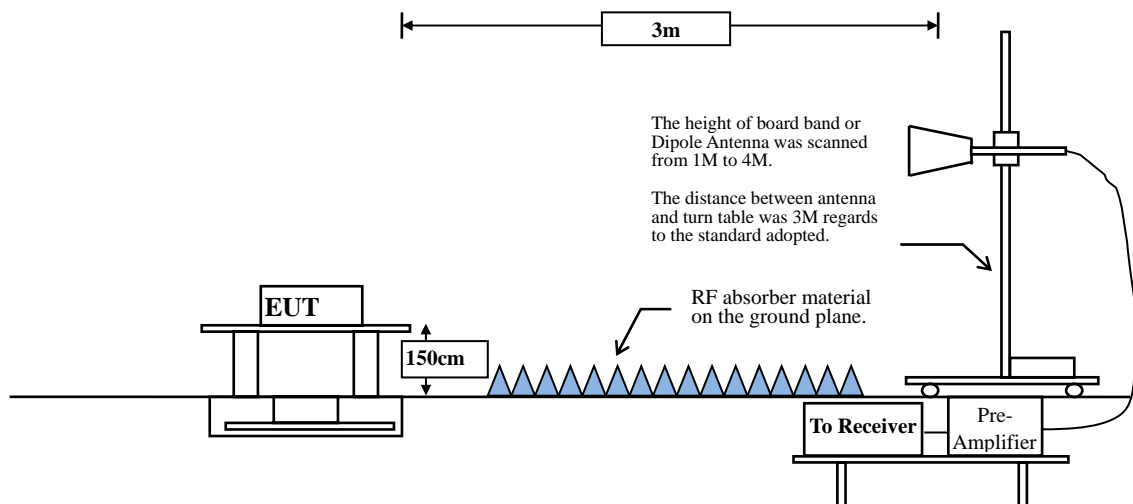 3m
The height of board band or
Dipole Antenna was scanned
from 1M to 4M.
The distance between antenna
and turn table was 3M regards
to the standard adopted.
EUT
RF absorber material
on the ground plane.
150cm
To Receiver
Pre-
Amplifier